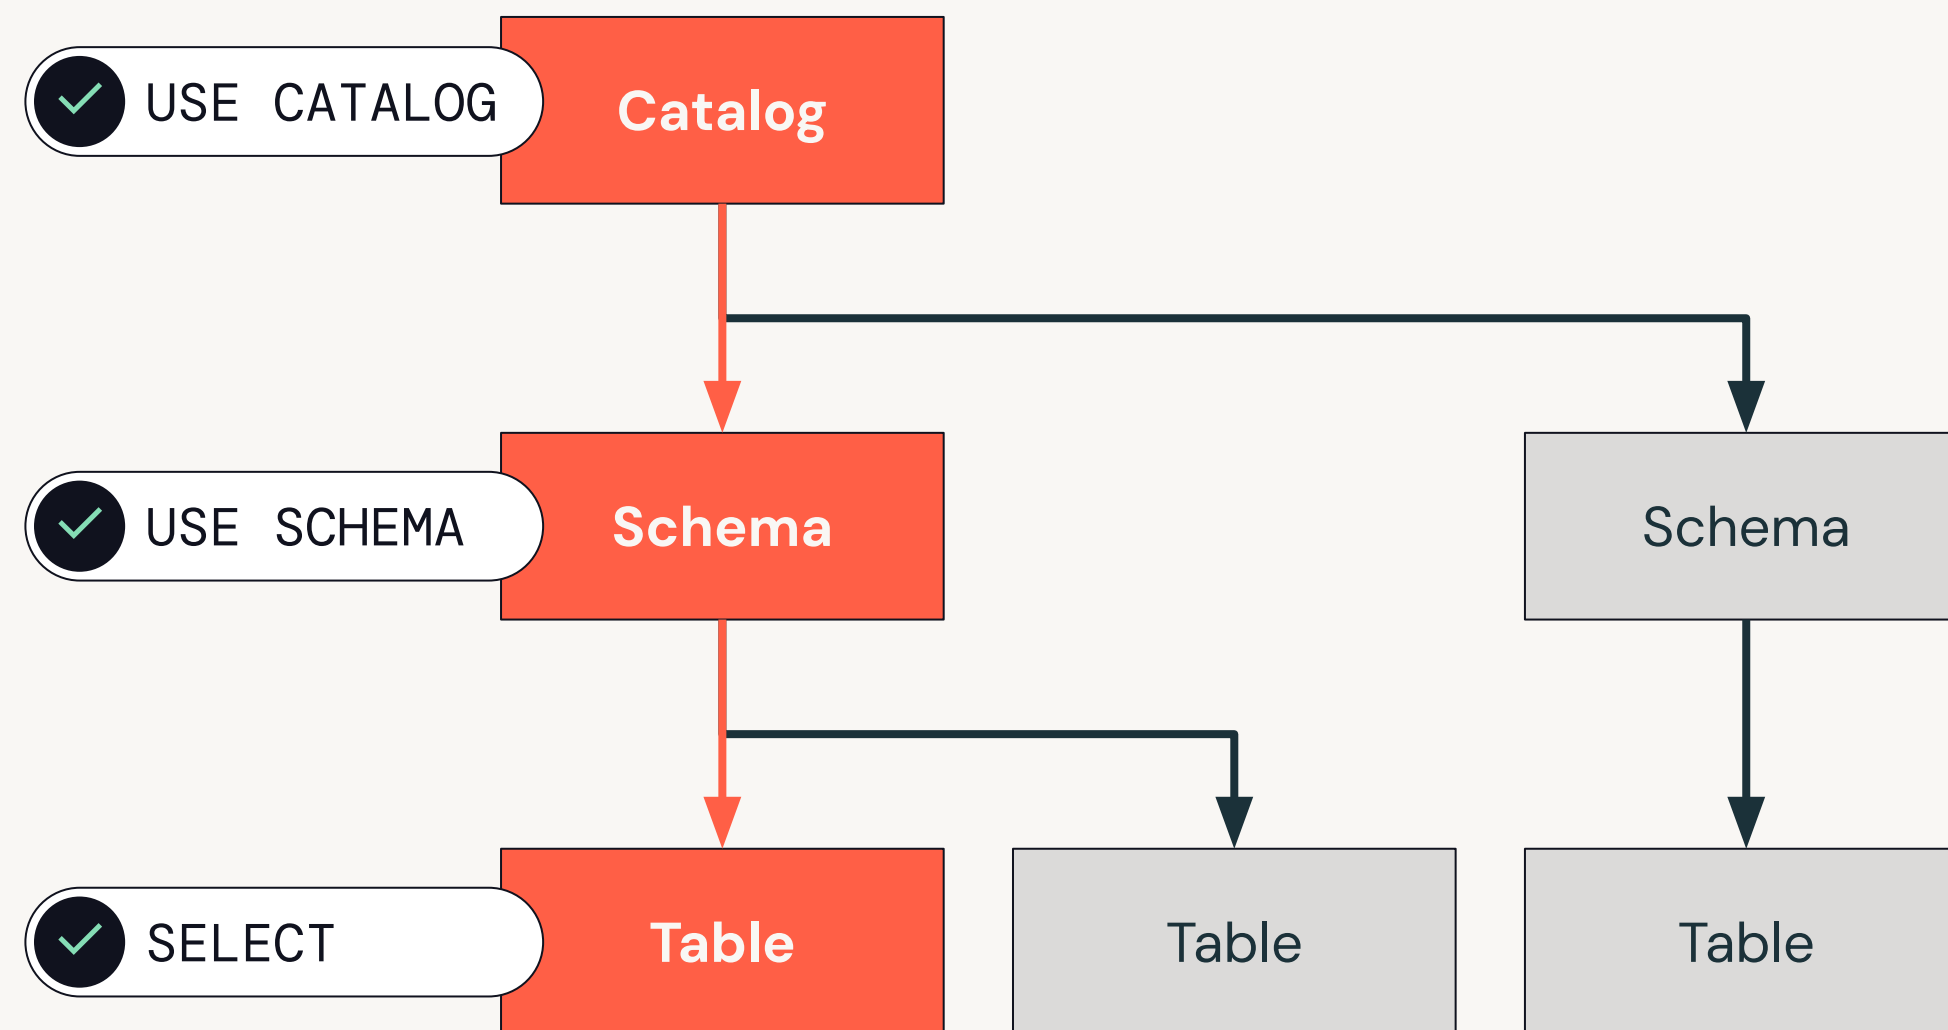 USE CATALOG
Catalog
USE SCHEMA
Schema
Schema
SELECT
Table
Table
Table